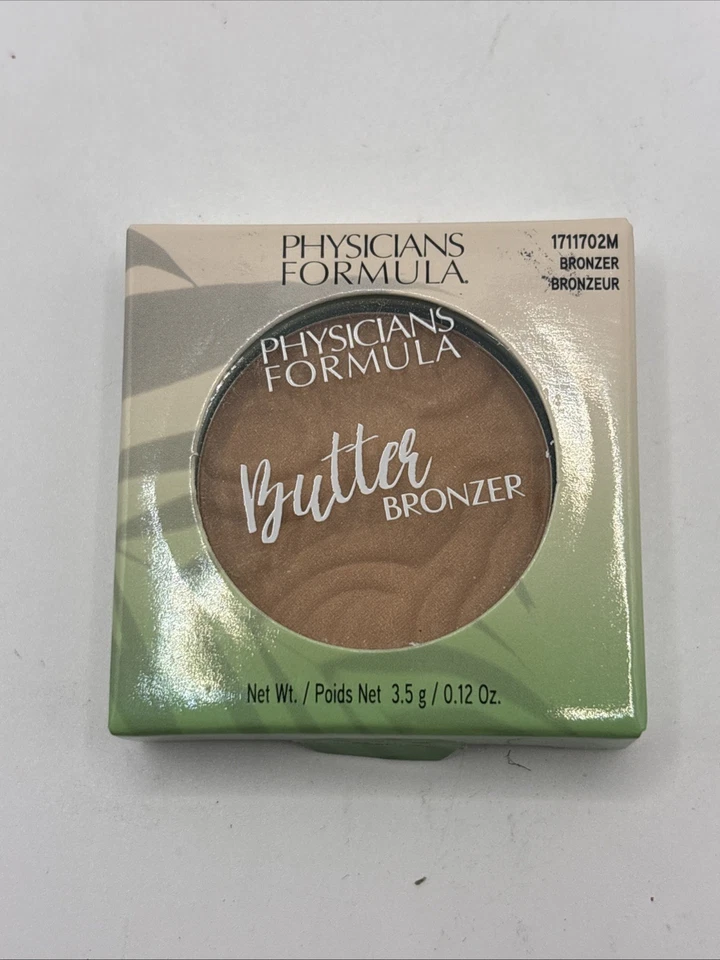 PHYSICIANS
FORMULA®
1711702M
BRONZER
BRONZEUR
PHYSICIANS
FORMULA
Butter
BRONZER
Net Wt. / Poids Net 3.5 g / 0.12 Oz.